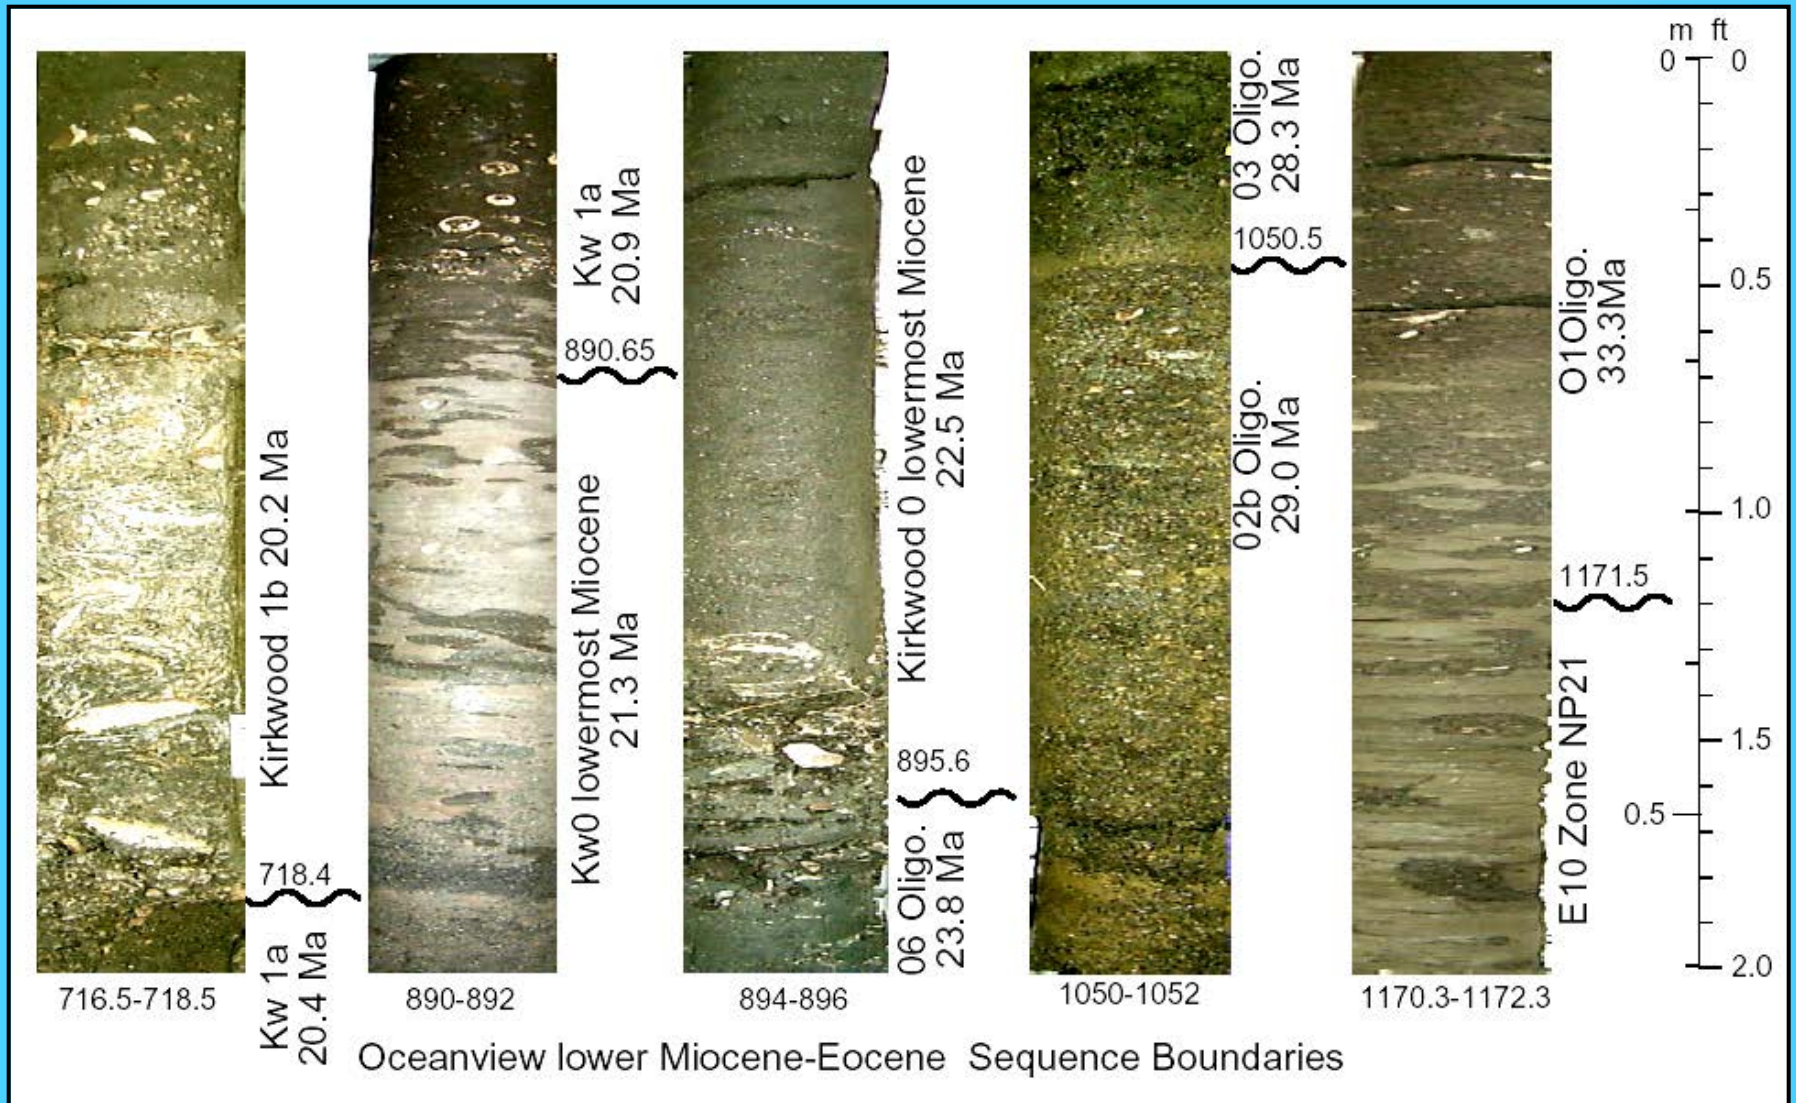 m ft
0 0
0.5
1.0
1.5
0.5
2.0
Kirkwood 1b 20.2 Ma
718.4
Kw 1a
20.4 Ma
716.5-718.5
Kw 1a
20.9 Ma
890.65
Kw0 lowermost Miocene
21.3 Ma
890-892
Kirkwood 0 lowermost Miocene
22.5 Ma
895.6
06 Oligo.
23.8 Ma
894-896
03 Oligo.
28.3 Ma
1050.5
02b Oligo.
29.0 Ma
1050-1052
O1Oligo.
33.3Ma
1171.5
E10 Zone NP21
1170.3-1172.3
Oceanview lower Miocene-Eocene Sequence Boundaries